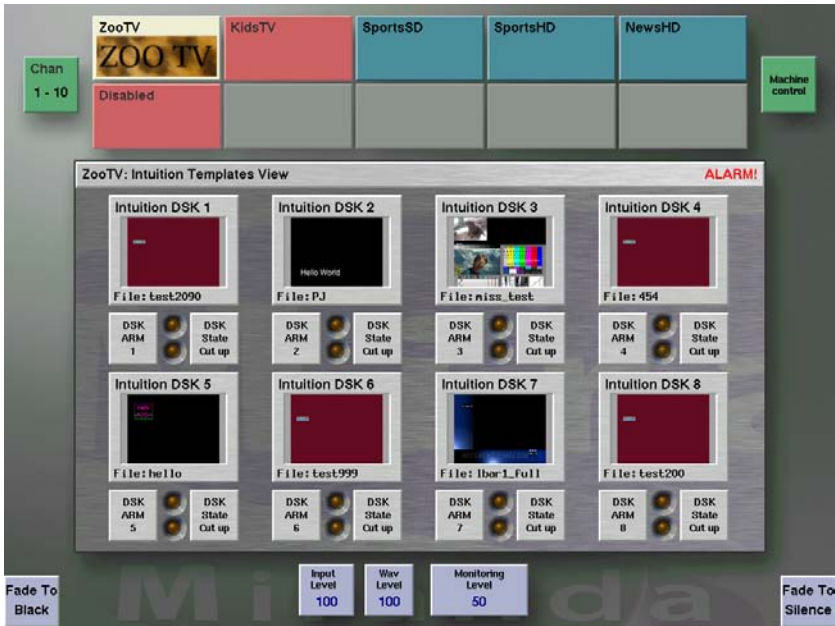 ZooTV
KidsTV
SportsSD
SportsHD
NewsHD
ZOO TV
Chan
1 - 10
Machine
control
Disabled
ZooTV: Intuition Templates View
ALARM!
Intuition DSK 1
Intuition DSK 2
Intuition DSK 3
Intuition DSK 4
Hello World
File:test2090
File:PJ
File:miss_test
File:454
DSK
ARM
1
DSK
State
Cut up
DSK
ARM
2
DSK
State
Cut up
DSK
ARM
3
DSK
State
Cut up
DSK
ARM
4
DSK
State
Cut up
Intuition DSK 5
Intuition DSK 6
Intuition DSK 7
Intuition DSK 8
File:hello
File:test999
File:lbar1_full
File:test200
DSK
ARM
5
DSK
State
Cut up
DSK
ARM
6
DSK
State
Cut up
DSK
ARM
7
DSK
State
Cut up
DSK
ARM
8
DSK
State
Cut up
Fade To
Black
Miranda
Input
Level
100
Wav
Level
100
Monitoring
Level
50
Fade To
Silence